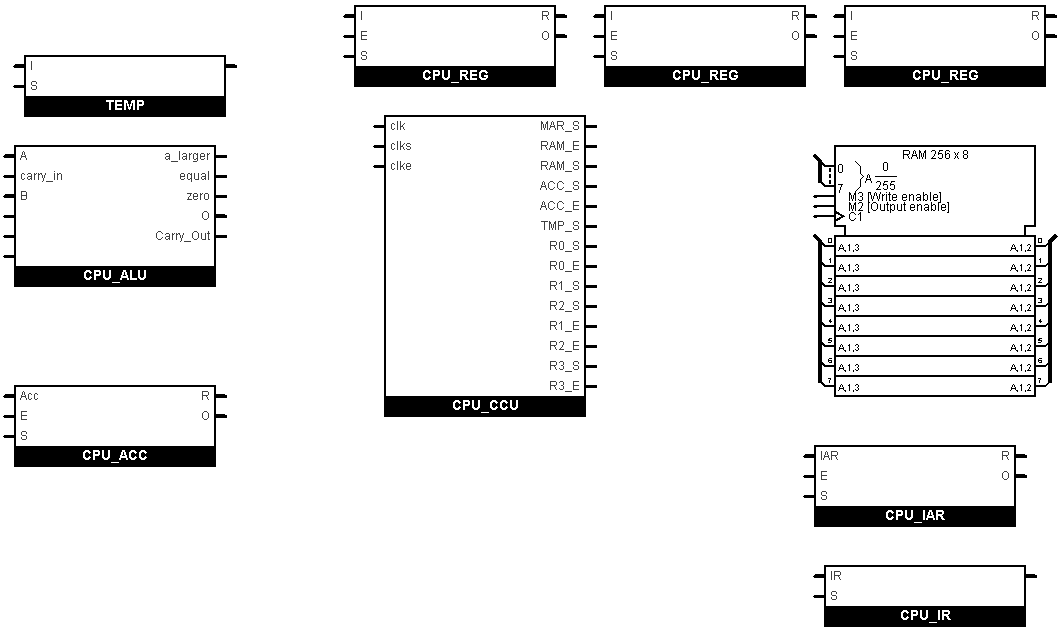 I R
E O
S
CPU_REG
I R
E O
S
CPU_REG
I R
E O
S
CPU_REG
I
S
TEMP
A a_larger
carry_in equal
B zero
O
Carry_Out
CPU_ALU
clk MAR_S
clks RAM_E
clke RAM_S
ACC_S
ACC_E
TMP_S
R0_S
R0_E
R1_S
R2_S
R1_E
R2_E
R3_S
R3_E
CPU_CCU
RAM 256 x 8
0
7
A 0
255
M3 [Write enable]
M2 [Output enable]
C1
0 A,1,3 A,1,2 0
1 A,1,3 A,1,2 1
2 A,1,3 A,1,2 2
3 A,1,3 A,1,2 3
4 A,1,3 A,1,2 4
5 A,1,3 A,1,2 5
6 A,1,3 A,1,2 6
7 A,1,3 A,1,2 7
Acc R
E O
S
CPU_ACC
IAR R
E O
S
CPU_IAR
IR
S
CPU_IR